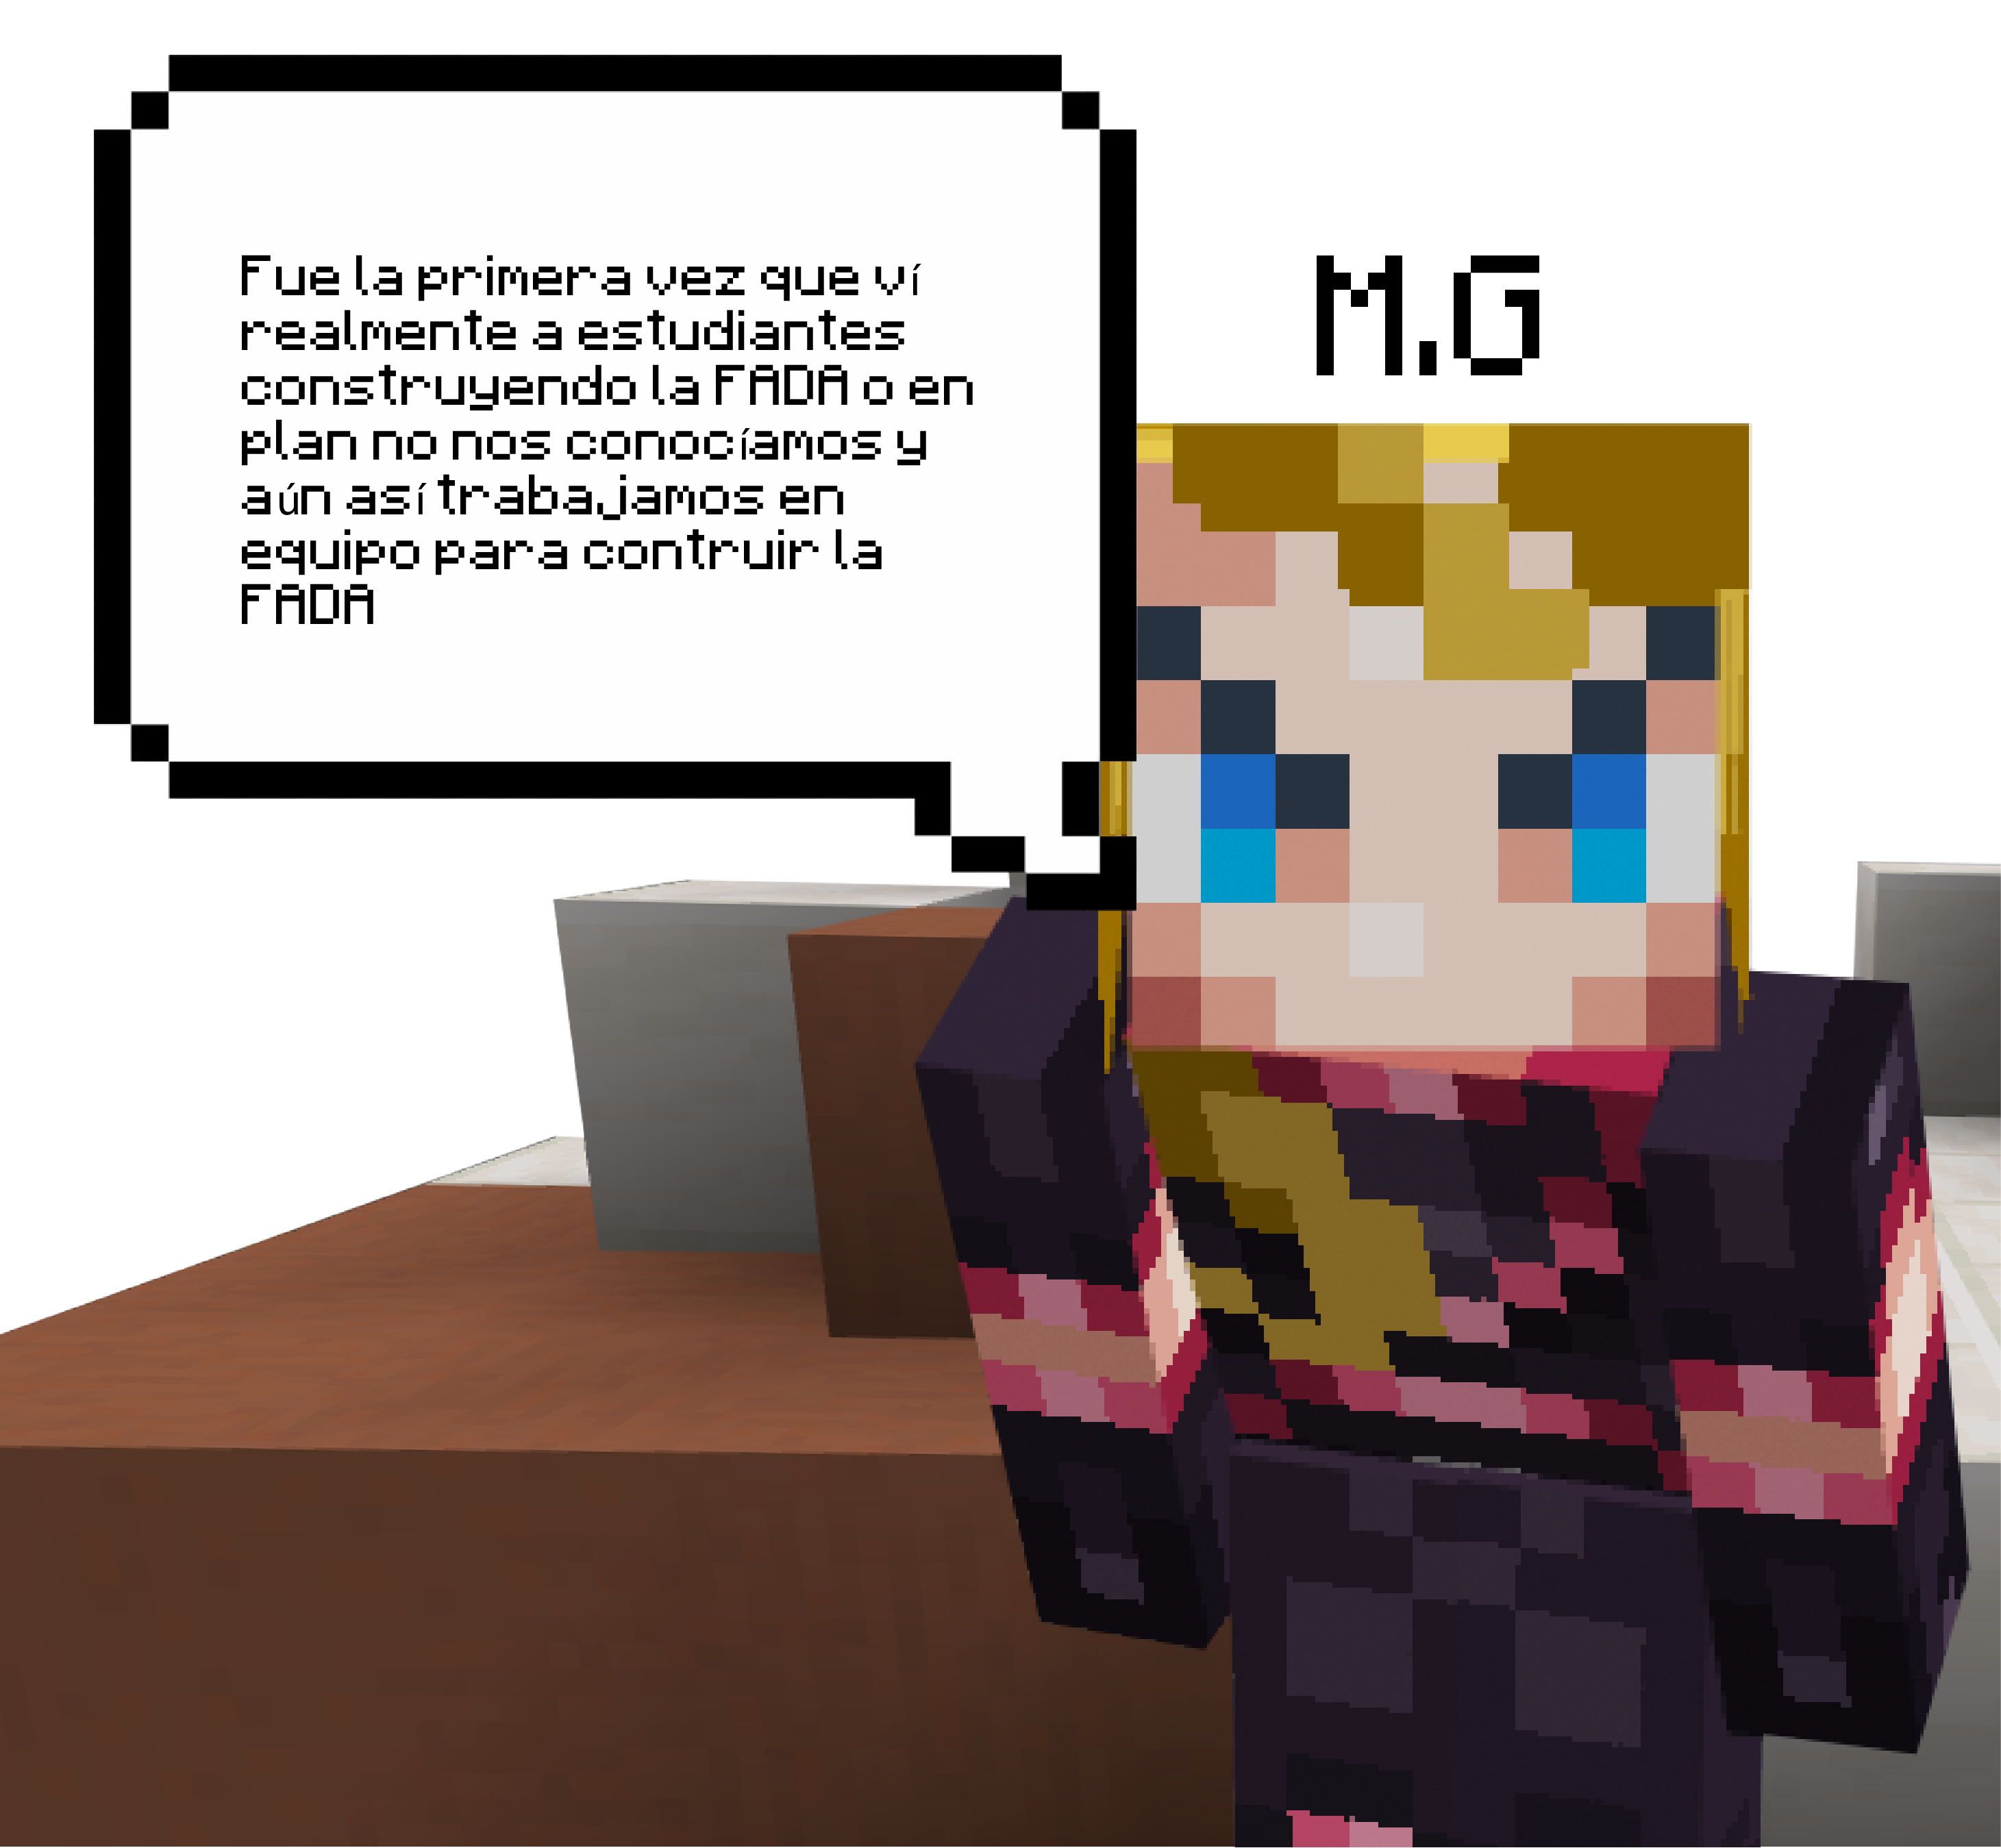 Fue la primera vez que ví
realmente a estudiantes
construyendo la FADA o en
plan no nos conocíamos y
aún así trabajamos en
equipo para contruir la
FADA
M.G